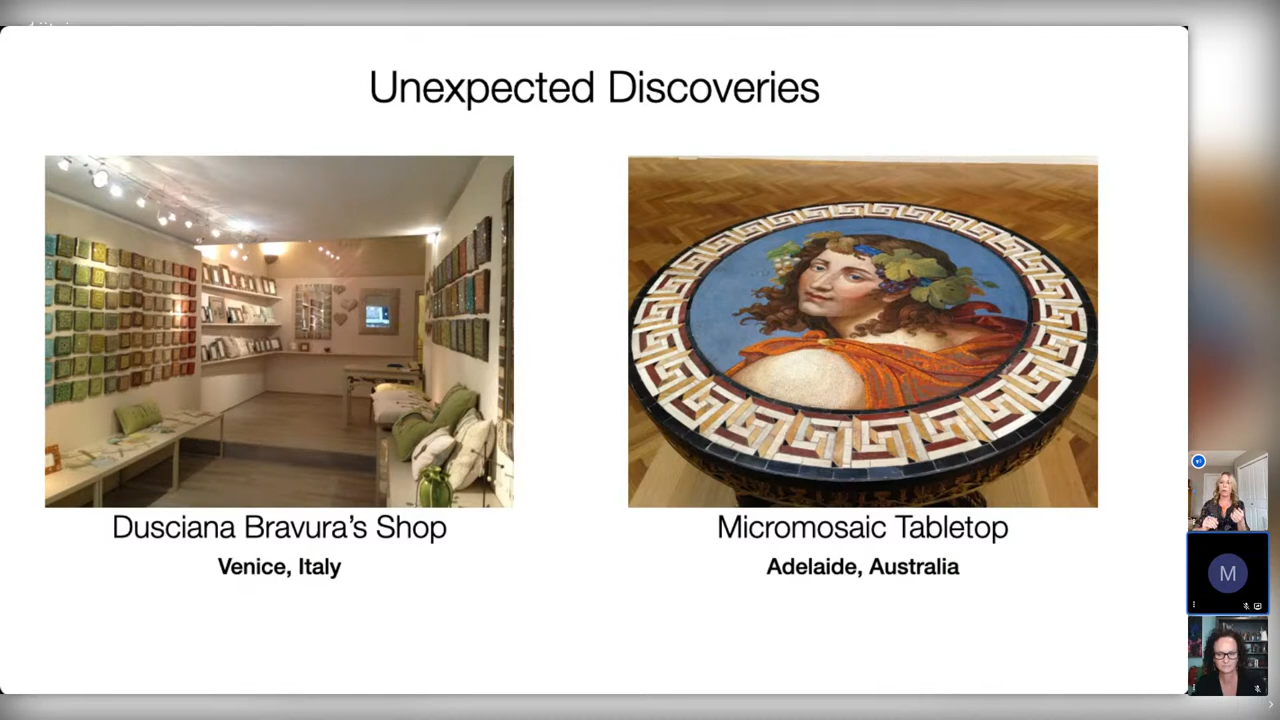 Unexpected Discoveries
Dusciana Bravura's Shop
Venice, Italy
Micromosaic Tabletop
Adelaide, Australia
M